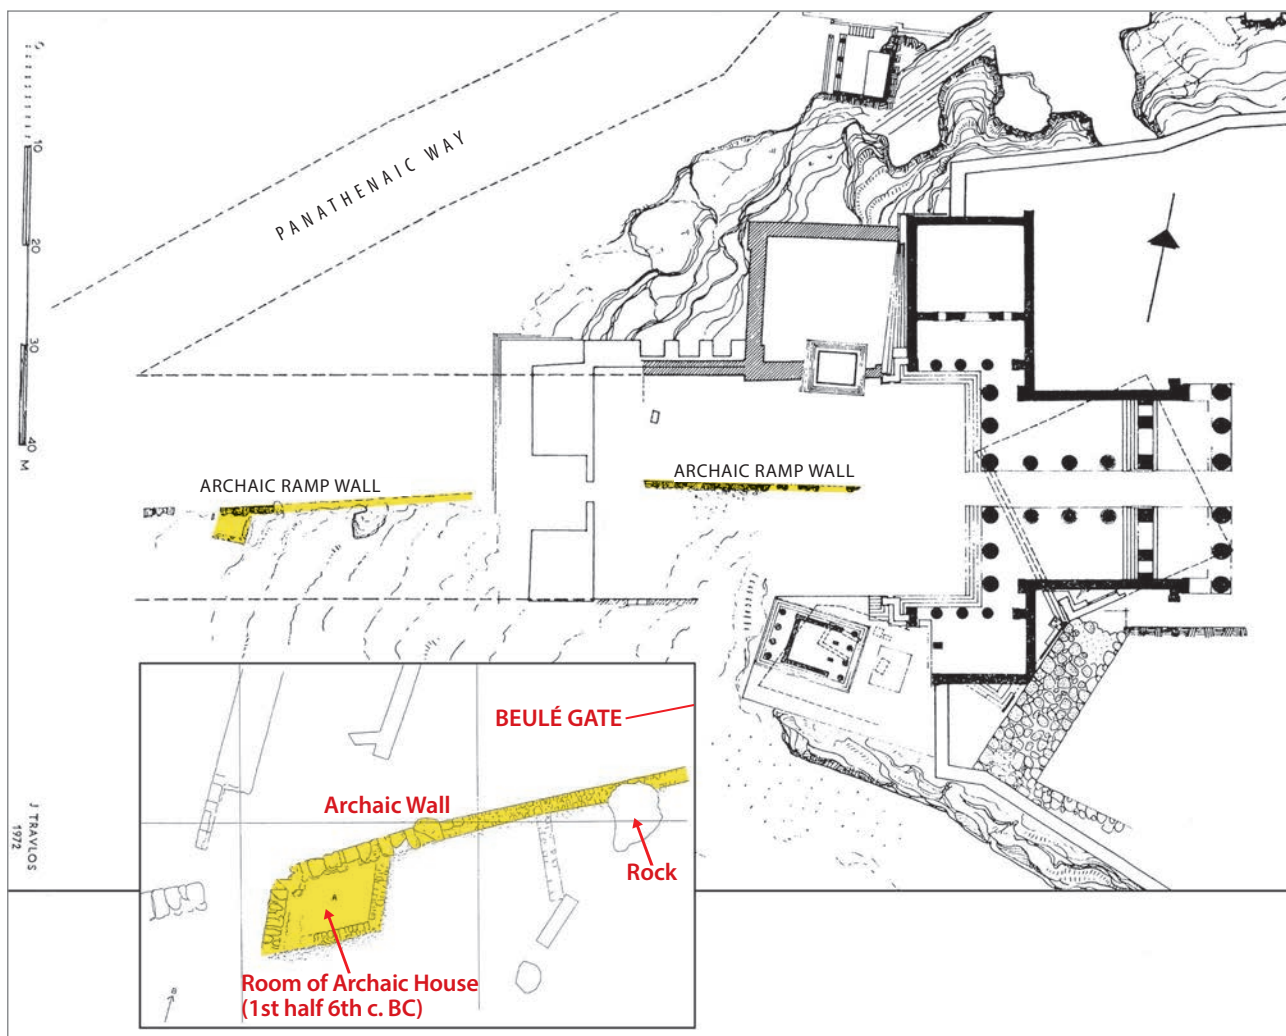 0
10
20
30
40
M
PANATHENAIC WAY
ARCHAIC RAMP WALL
ARCHAIC RAMP WALL
BEULÉ GATE
Archaic Wall
Rock
A
Room of Archaic House
(1st half 6th c. BC)
J TRAVLOS
1972